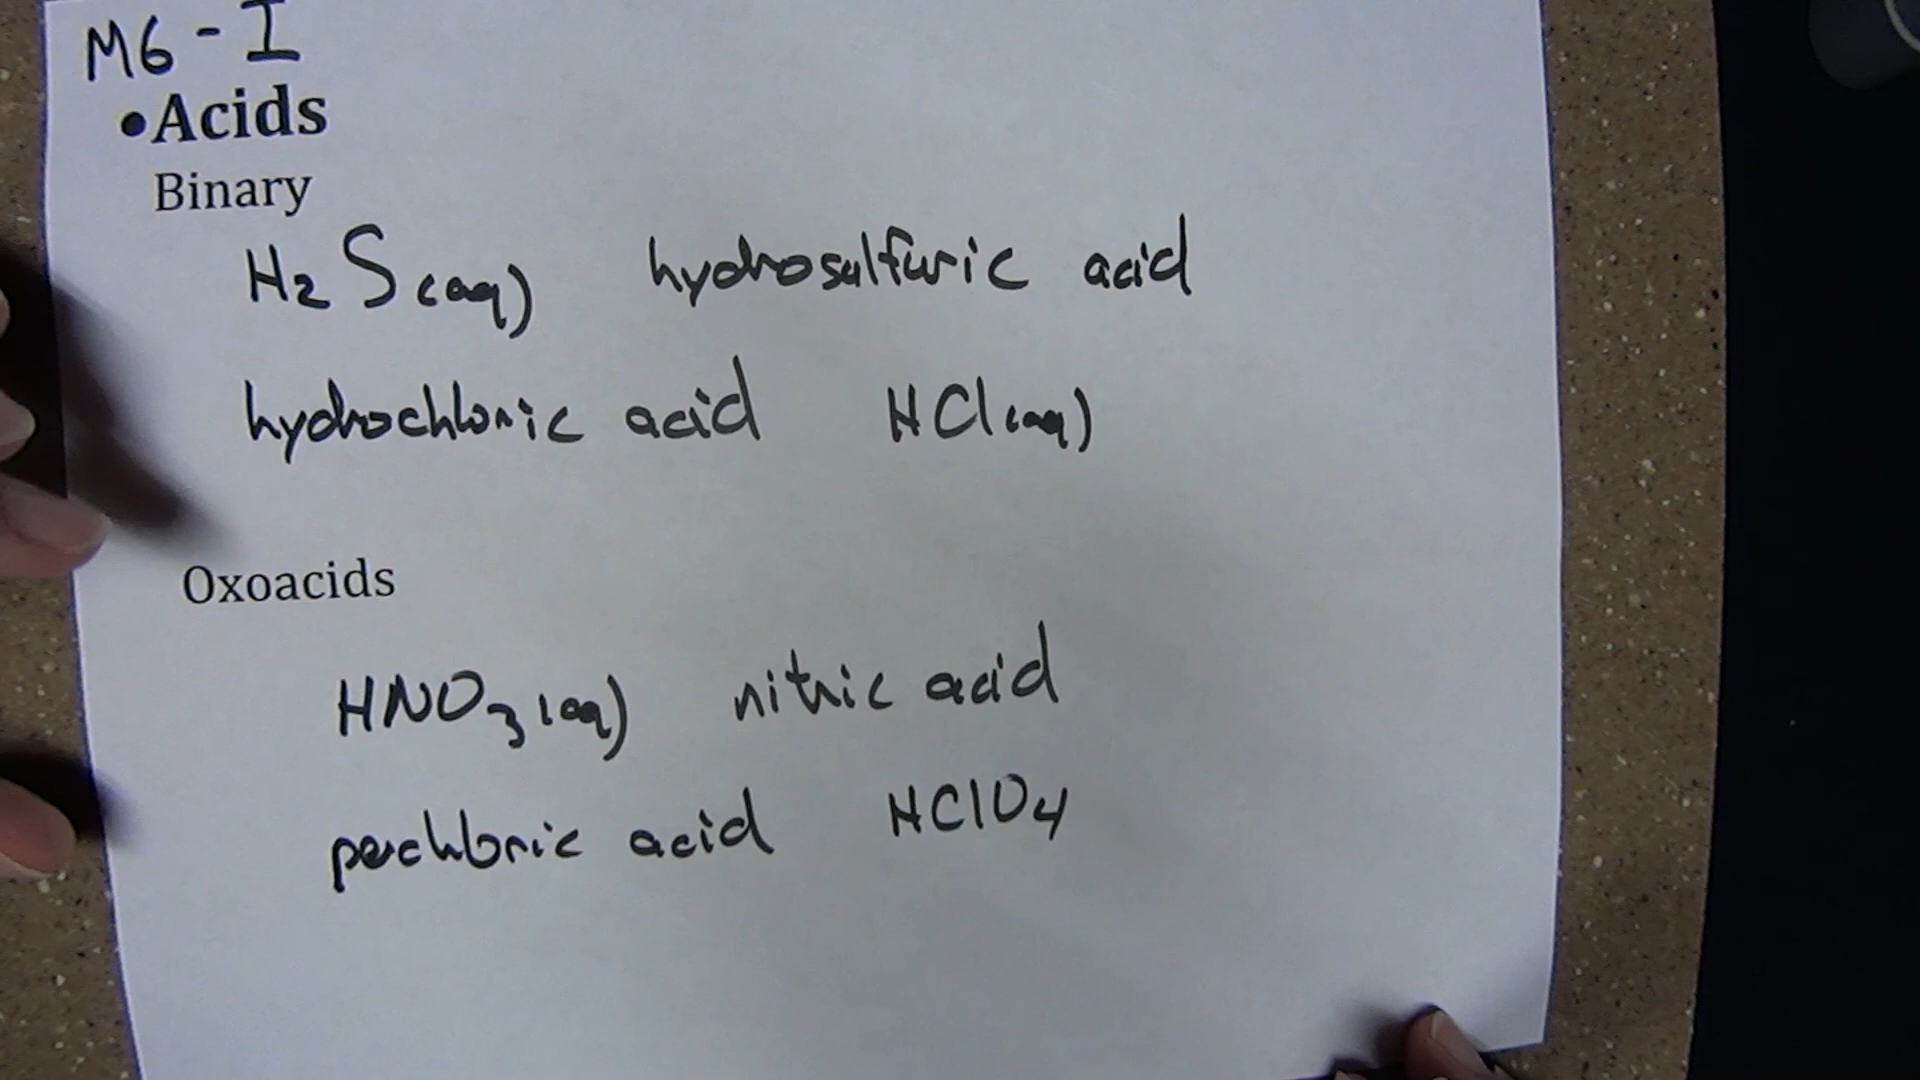 M6 - I
•Acids
Binary
H2S(aq) hydrosulfuric acid
hydrochloric acid HCl(aq)
Oxoacids
HNO3(aq) nitric acid
perchloric acid HClO4